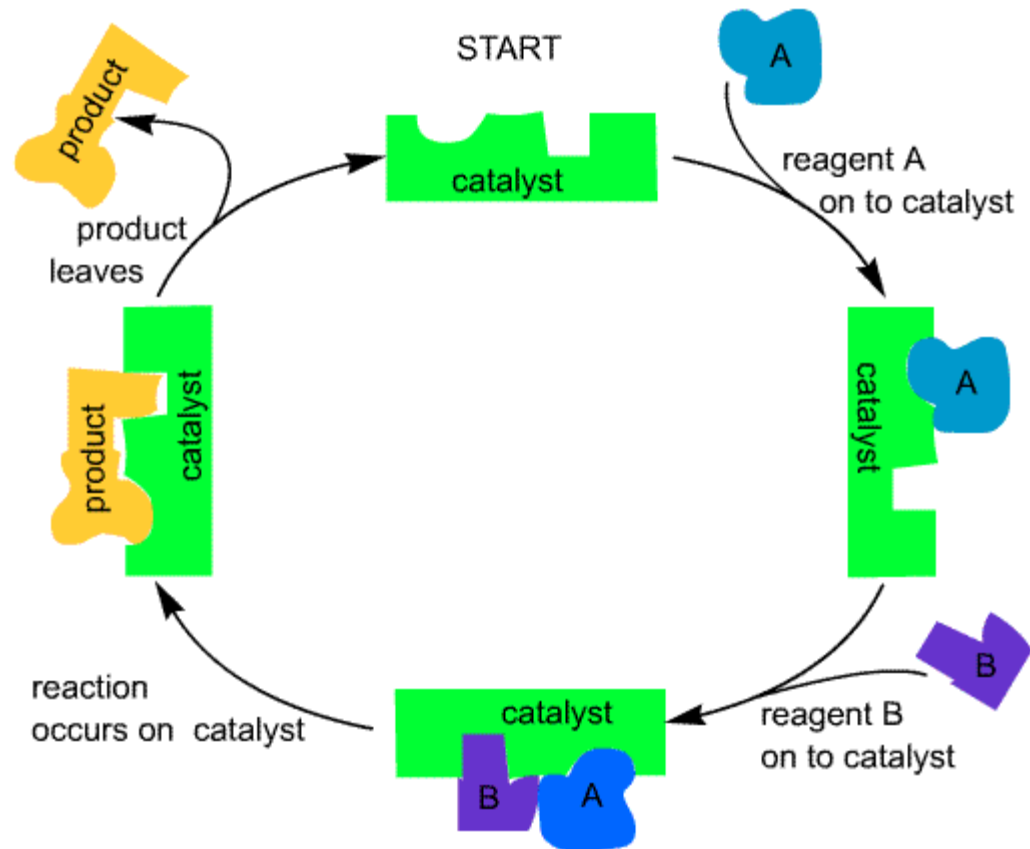 START
A
product
catalyst
reagent A
on to catalyst
product
leaves
catalyst
A
catalyst
product
B
reagent B
on to catalyst
catalyst
B
A
reaction
occurs on catalyst